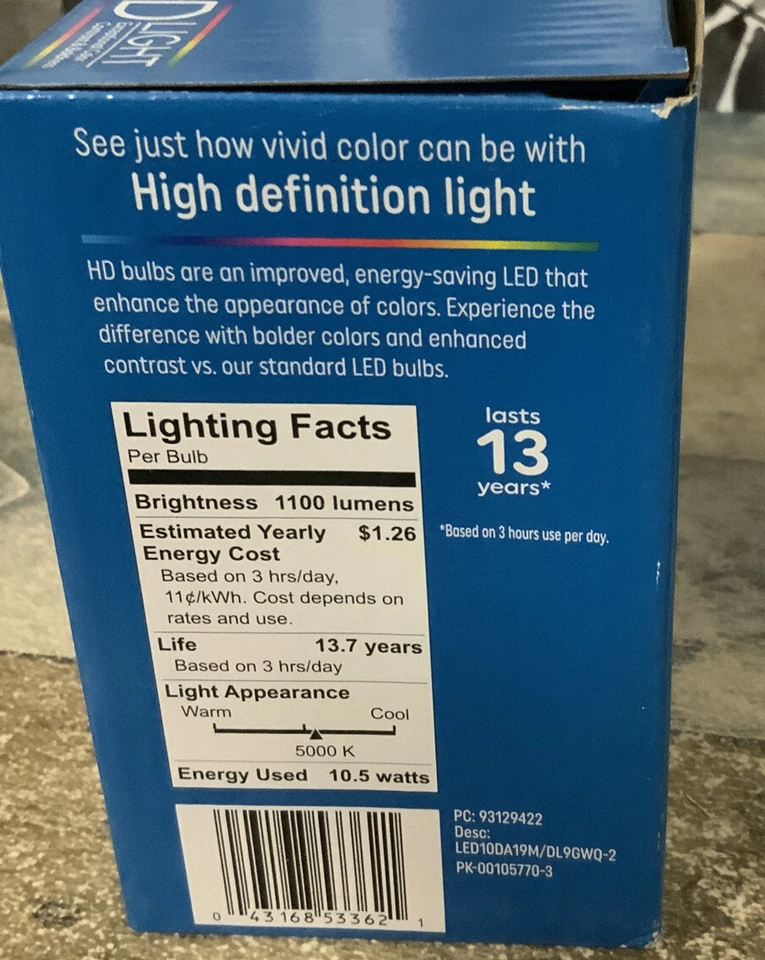 LIGHT
See just how vivid color can be with
High definition light
HD bulbs are an improved, energy-saving LED that
enhance the appearance of colors. Experience the
difference with bolder colors and enhanced
contrast vs. our standard LED bulbs.
Lighting Facts
Per Bulb
Brightness 1100 lumens
Estimated Yearly $1.26
Energy Cost
Based on 3 hrs/day,
11¢/kWh. Cost depends on
rates and use.
Life 13.7 years
Based on 3 hrs/day
Light Appearance
Warm Cool
5000 K
Energy Used 10.5 watts
lasts
13
years*
*Based on 3 hours use per day.
0 43168 53362 1
PC: 93129422
Desc:
LED10DA19M/DL9GWQ-2
PK-00105770-3